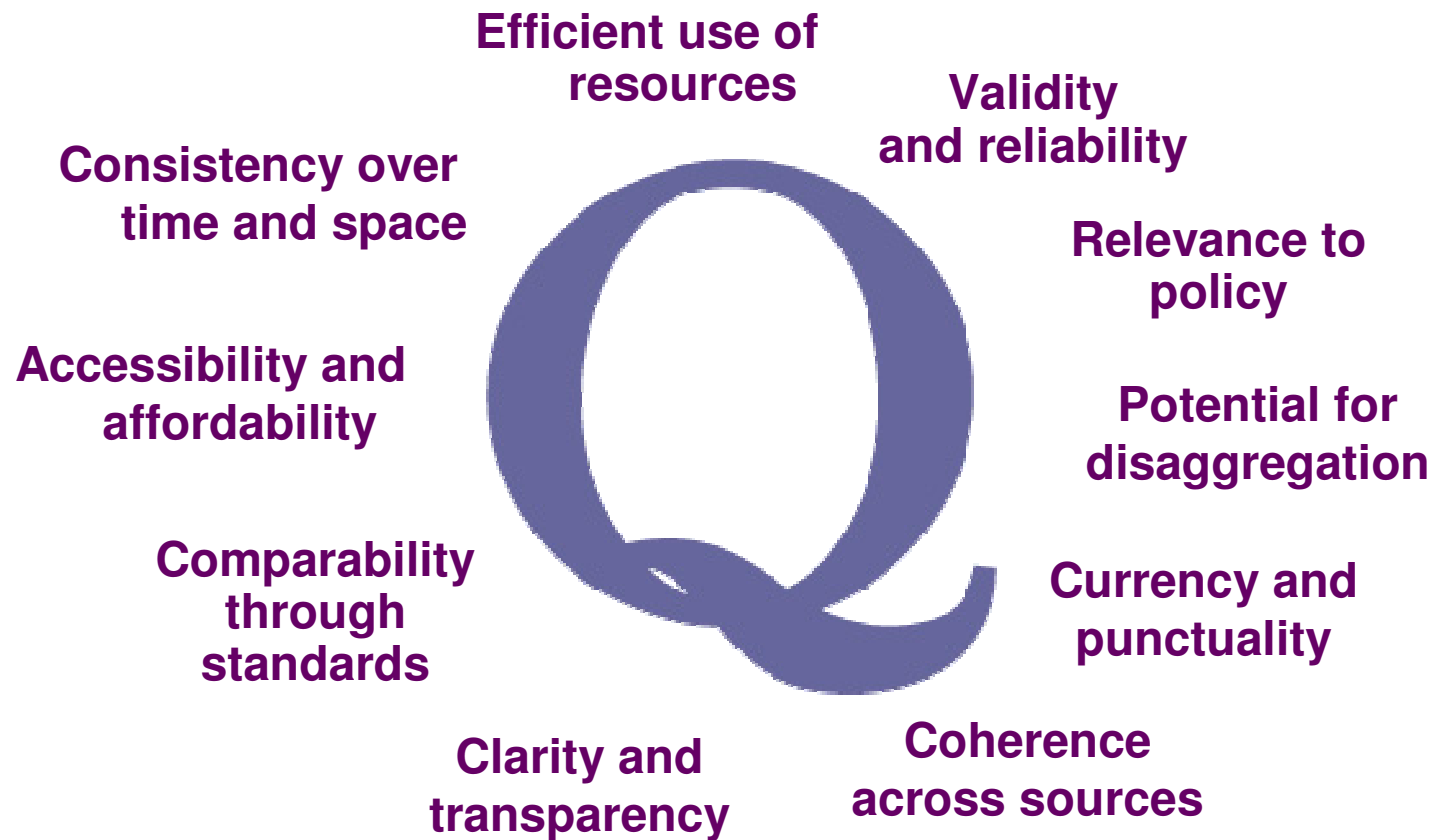 Efficient use of
resources
Validity
and reliability
Relevance to
policy
Potential for
disaggregation
Currency and
punctuality
Coherence
across sources
Clarity and
transparency
Comparability
through
standards
Accessibility and
affordability
Consistency over
time and space
Q